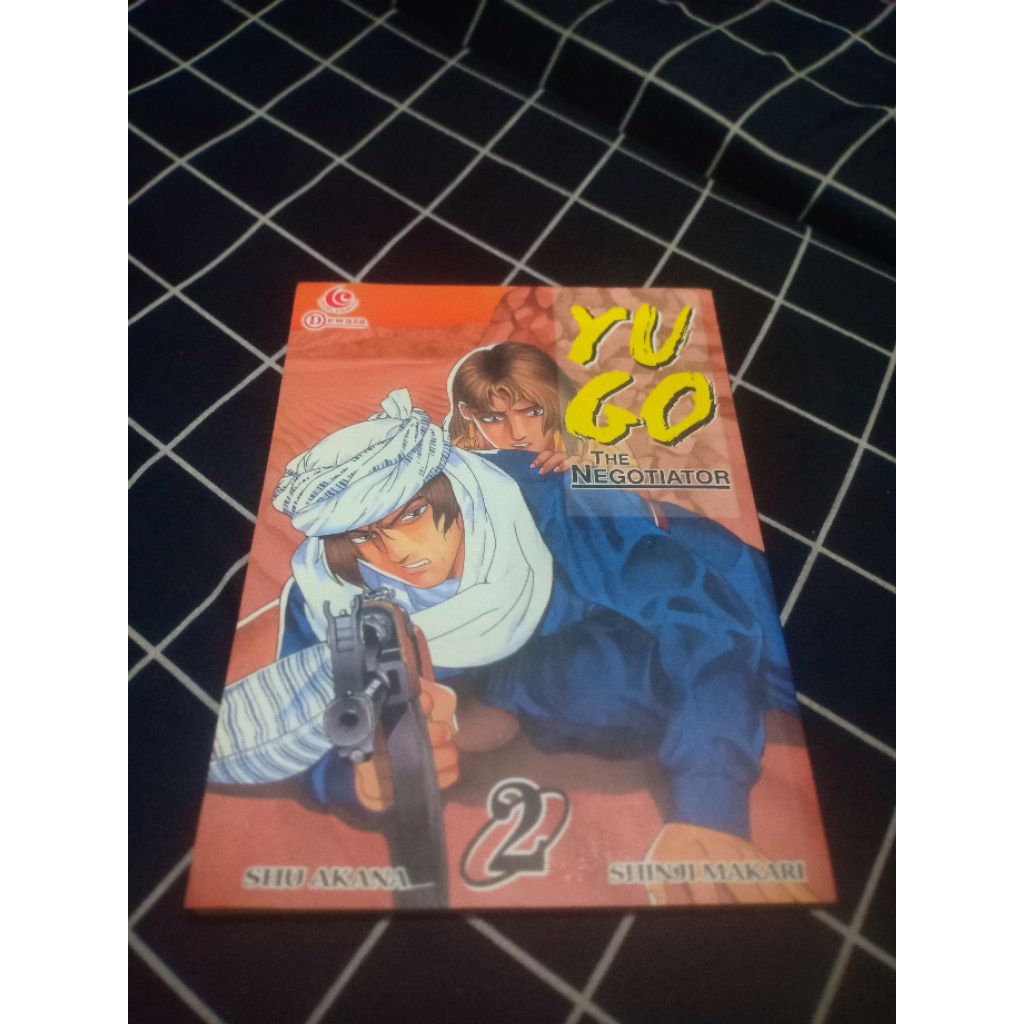 Dewasa
YU
GO
THE
NEGOTIATOR
2
SHU AKANA
SHINJI MAKARI